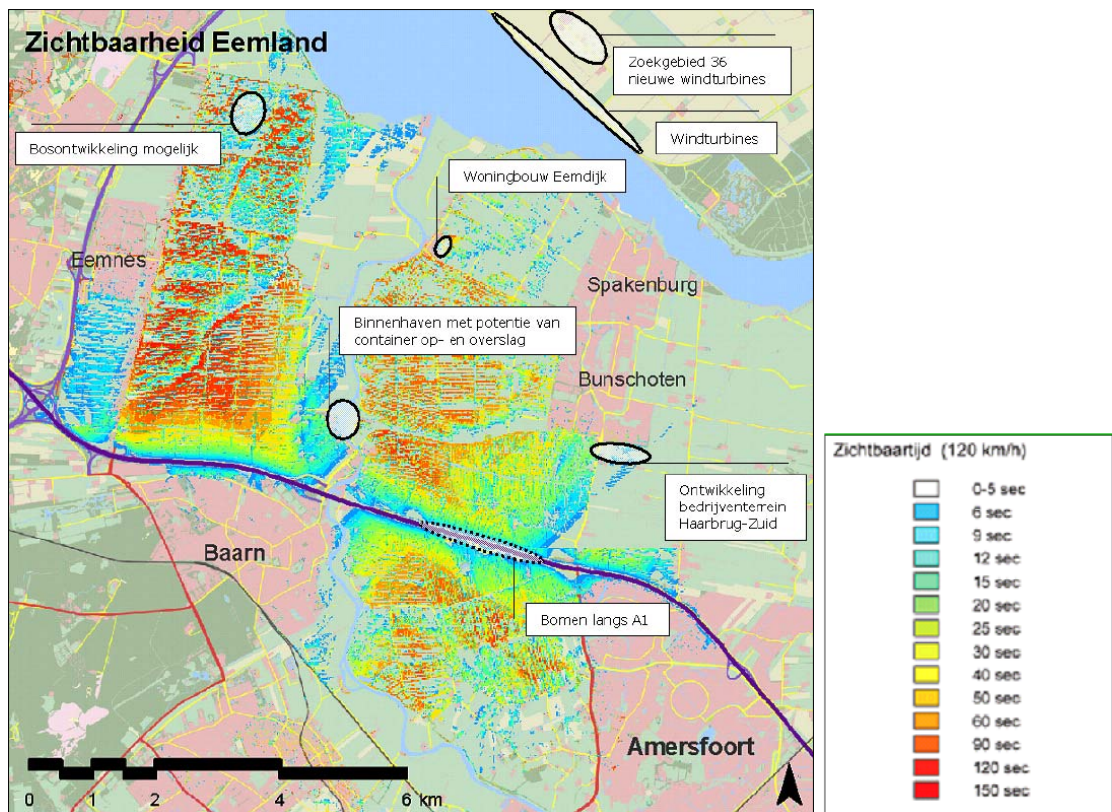 Zichtbaarheid Eemland
Zoekgebied 36
nieuwe windturbines
Windturbines
Bosontwikkeling mogelijk
Woningbouw Eemdijk
Eemnes
Spakenburg
Binnenhaven met potentie van
container op- en overslag
Bunschoten
Ontwikkeling
bedrijventerrein
Haarbrug-Zuid
Baarn
Bomen langs A1
Amersfoort
0 1 2 4 6 km
Zichtbaartijd (120 km/h)
0-5 sec
6 sec
9 sec
12 sec
15 sec
20 sec
25 sec
30 sec
40 sec
50 sec
60 sec
90 sec
120 sec
150 sec